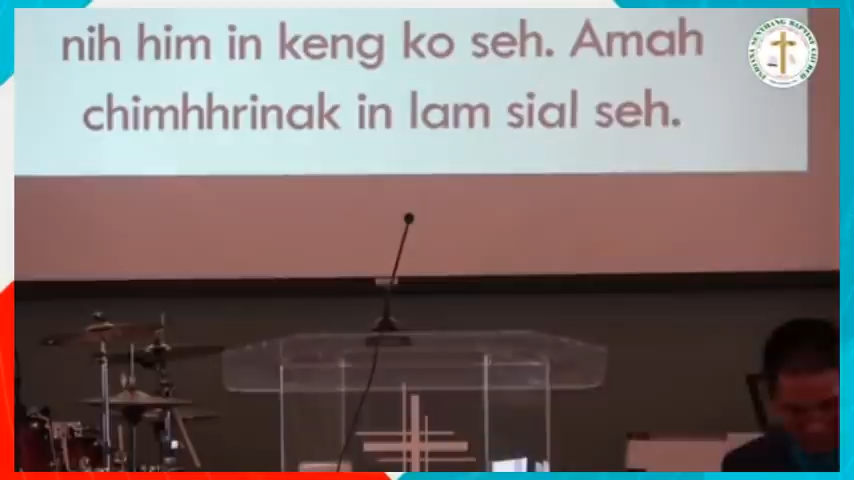 nih him in keng ko seh. Amah
chimhhrinak in lam sial seh.